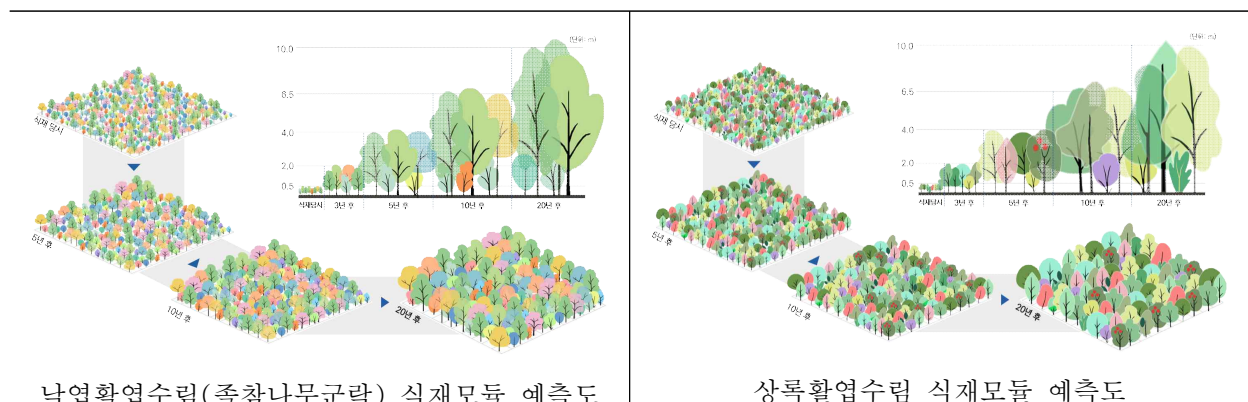 (단위: m)
10.0
6.5
4.0
2.0
0.5
식재당시 3년 후 5년 후 10년 후 20년 후
식재 당시
5년 후
10년 후
20년 후
낙엽활엽수림(졸참나무군락) 식재모듈 예측도
(단위: m)
10.0
6.5
4.0
2.0
0.5
식재당시 3년 후 5년 후 10년 후 20년 후
식재 당시
5년 후
10년 후
20년 후
상록활엽수림 식재모듈 예측도